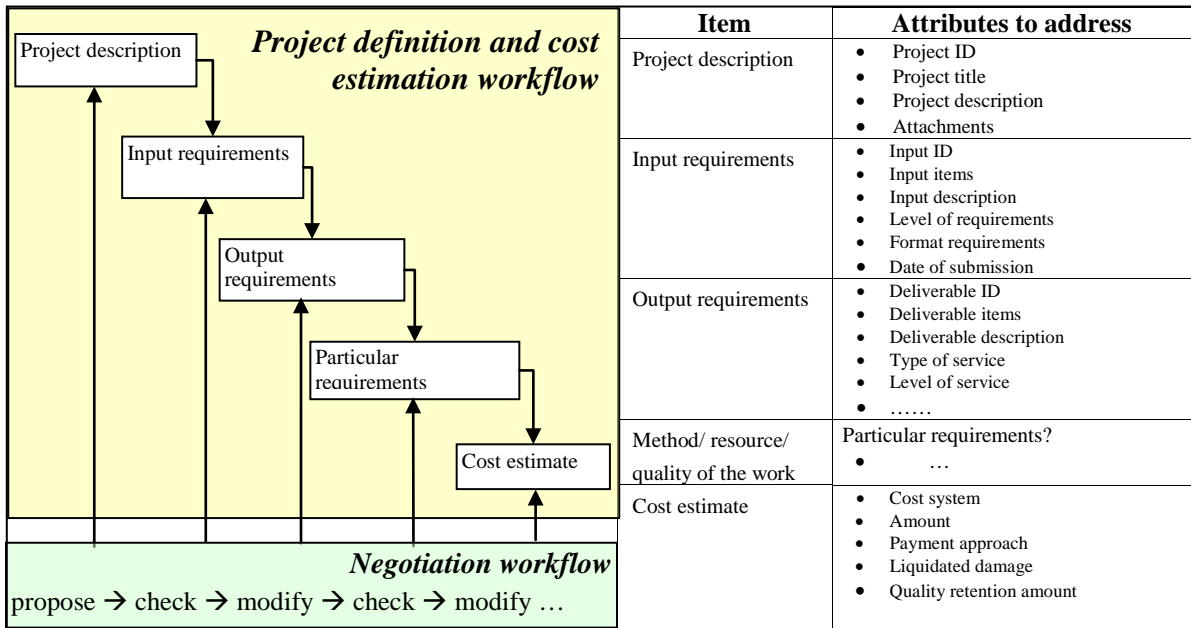 Project definition and cost
estimation workflow
Project description
Input requirements
Output
requirements
Particular
requirements
Cost estimate
Negotiation workflow
propose → check → modify → check → modify …
Item Attributes to address
Project description
• Project ID
• Project title
• Project description
• Attachments
Input requirements
• Input ID
• Input items
• Input description
• Level of requirements
• Format requirements
• Date of submission
Output requirements
• Deliverable ID
• Deliverable items
• Deliverable description
• Type of service
• Level of service
• ……
Method/ resource/
quality of the work
Particular requirements?
• …
Cost estimate
• Cost system
• Amount
• Payment approach
• Liquidated damage
• Quality retention amount